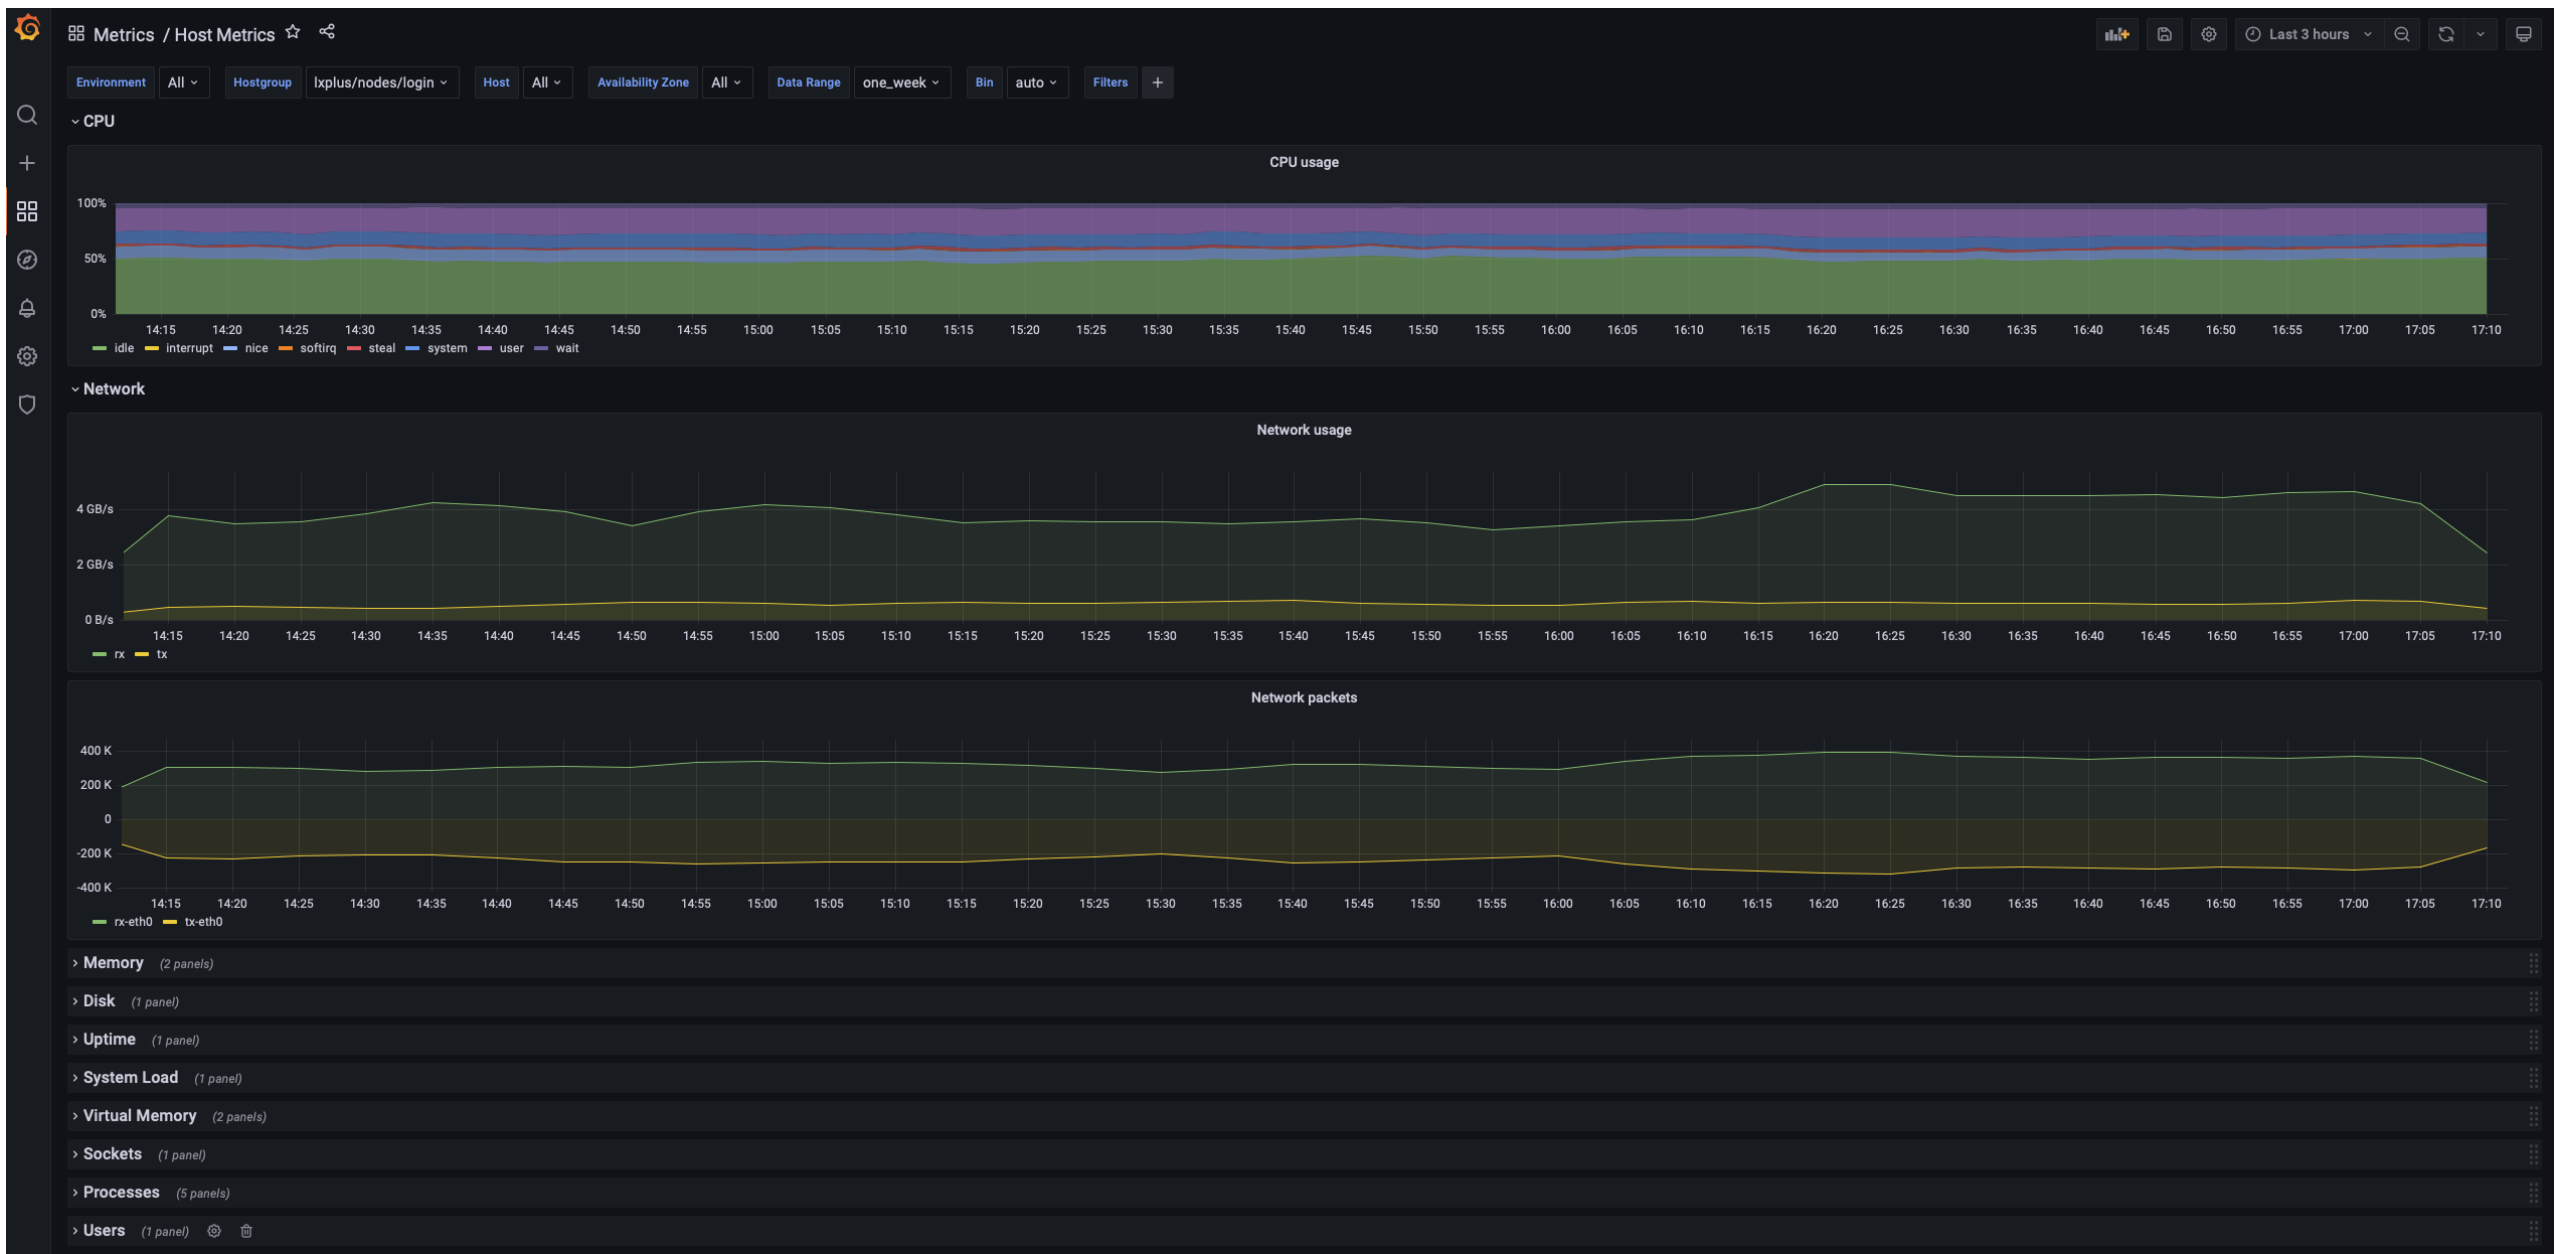 Metrics / Host Metrics Last 3 hours
Environment All Hostgroup lxplus/nodes/login Host All Availability Zone All Data Range one_week Bin auto Filters +
CPU
CPU usage
100%
50%
0%
14:15 14:20 14:25 14:30 14:35 14:40 14:45 14:50 14:55 15:00 15:05 15:10 15:15 15:20 15:25 15:30 15:35 15:40 15:45 15:50 15:55 16:00 16:05 16:10 16:15 16:20 16:25 16:30 16:35 16:40 16:45 16:50 16:55 17:00 17:05 17:10
idle interrupt nice softirq steal system user wait
Network
Network usage
4 GB/s
2 GB/s
0 B/s
14:15 14:20 14:25 14:30 14:35 14:40 14:45 14:50 14:55 15:00 15:05 15:10 15:15 15:20 15:25 15:30 15:35 15:40 15:45 15:50 15:55 16:00 16:05 16:10 16:15 16:20 16:25 16:30 16:35 16:40 16:45 16:50 16:55 17:00 17:05 17:10
rx tx
Network packets
400 K
200 K
0
-200 K
-400 K
14:15 14:20 14:25 14:30 14:35 14:40 14:45 14:50 14:55 15:00 15:05 15:10 15:15 15:20 15:25 15:30 15:35 15:40 15:45 15:50 15:55 16:00 16:05 16:10 16:15 16:20 16:25 16:30 16:35 16:40 16:45 16:50 16:55 17:00 17:05 17:10
rx-eth0 tx-eth0
Memory (2 panels)
Disk (1 panel)
Uptime (1 panel)
System Load (1 panel)
Virtual Memory (2 panels)
Sockets (1 panel)
Processes (5 panels)
Users (1 panel)